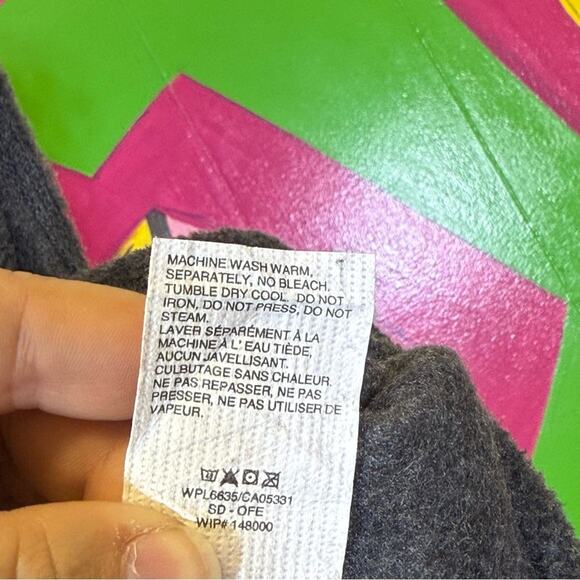 MACHINE WASH WARM,
SEPARATELY, NO BLEACH.
TUMBLE DRY COOL. DO NOT
IRON, DO NOT PRESS, DO NOT
STEAM.
LAVER SÉPARÉMENT À LA
MACHINE À L' EAU TIÈDE,
AUCUN JAVELLISANT.
CULBUTAGE SANS CHALEUR.
NE PAS REPASSER, NE PAS
PRESSER, NE PAS UTILISER DE
VAPEUR.
WPL6635/CA05331
SD - OFE
WIP# 148000